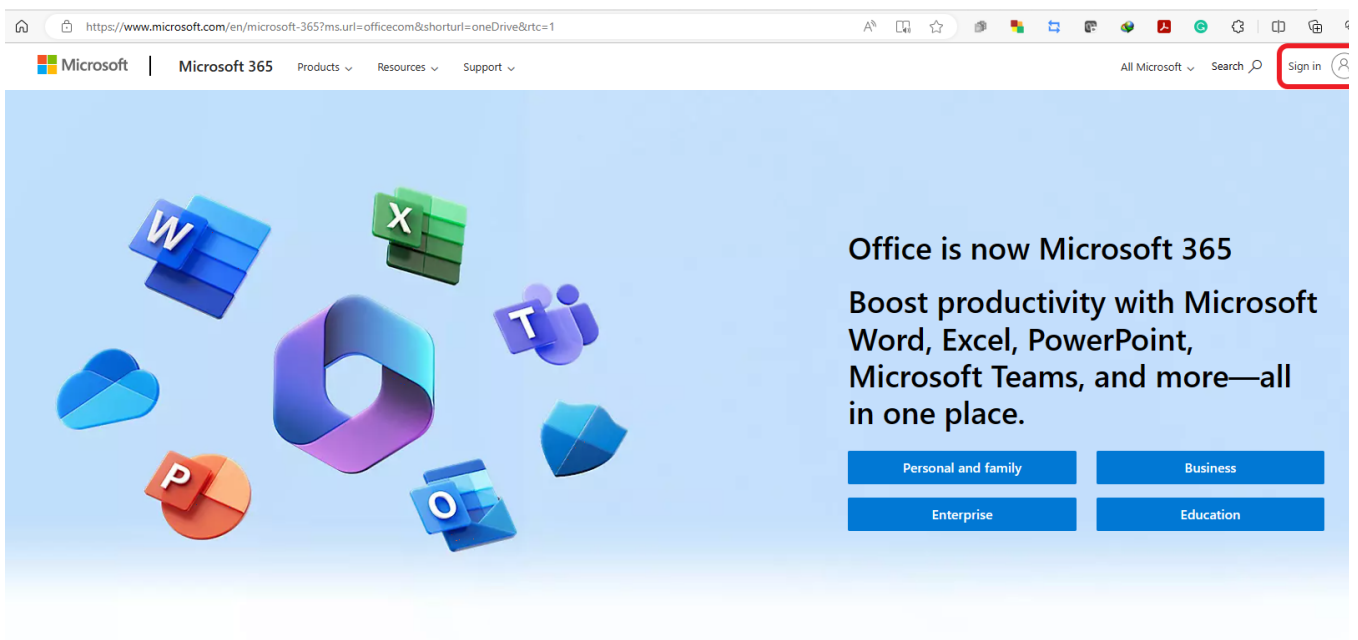 https://www.microsoft.com/en/microsoft-365?ms.url=officecom&shorturl=oneDrive&rtc=1
Microsoft Microsoft 365 Products Resources Support All Microsoft Search Sign in
W
X
T
P
O
Office is now Microsoft 365
Boost productivity with Microsoft
Word, Excel, PowerPoint,
Microsoft Teams, and more—all
in one place.
Personal and family Business
Enterprise Education